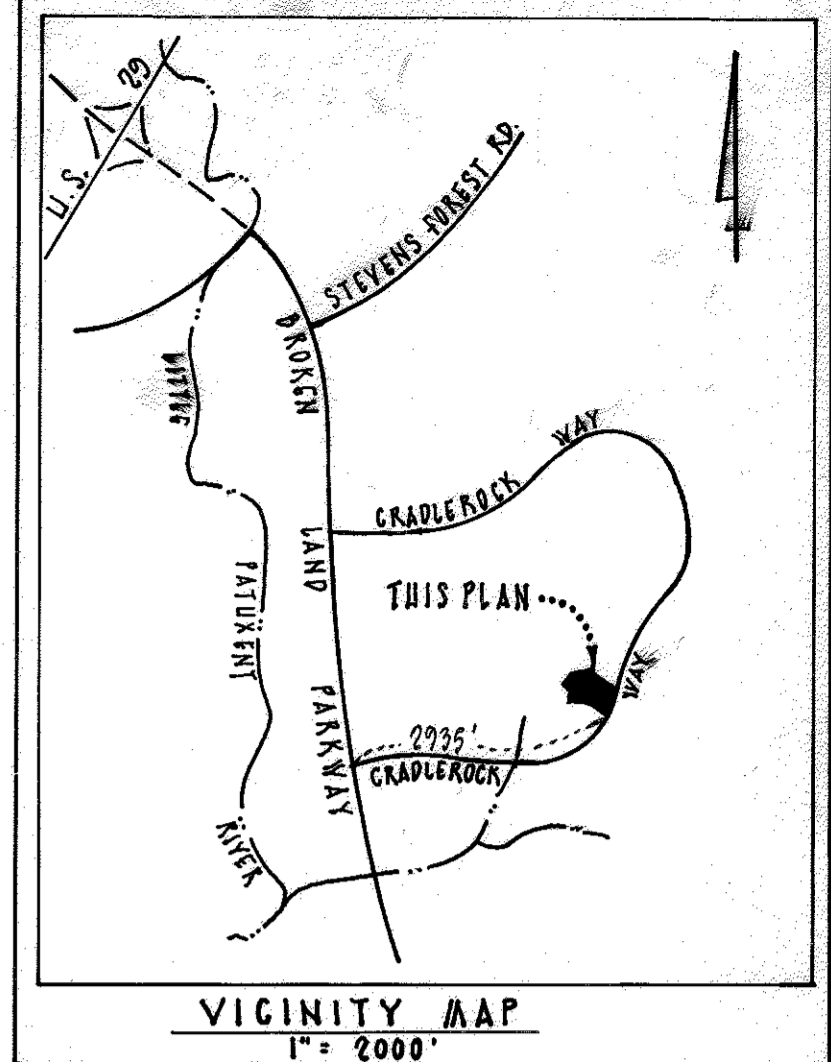 U.S. 29
STEVENS FOREST RD.
BROKEN
LAND
PARKWAY
LITTLE
PATUXENT
RIVER
CRADLEROCK WAY
THIS PLAN
WAY
2935'
CRADLEROCK
VICINITY MAP
1" = 2000'